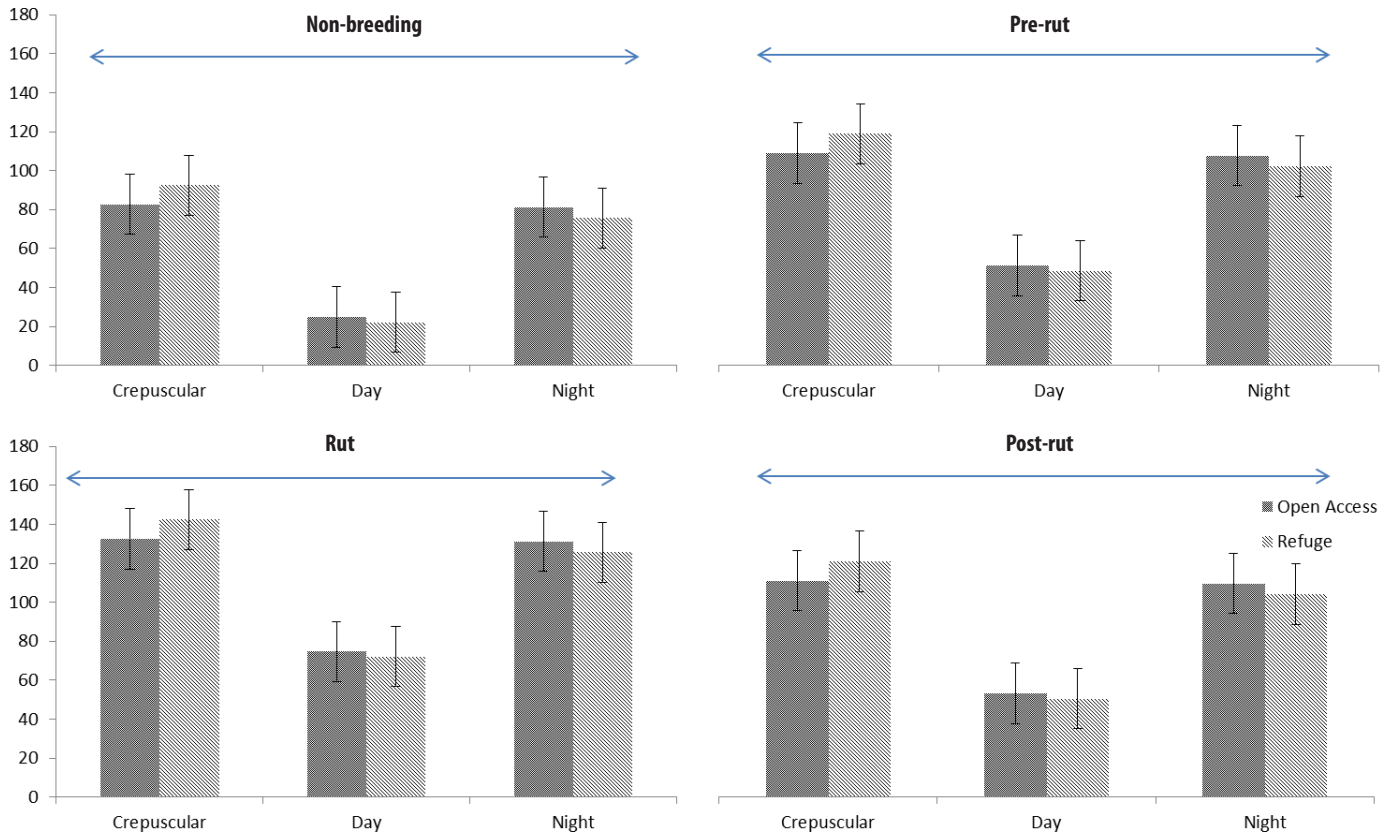 Non-breeding
180
160
140
120
100
80
60
40
20
0
Crepuscular Day Night
Pre-rut
Crepuscular Day Night
Rut
180
160
140
120
100
80
60
40
20
0
Crepuscular Day Night
Post-rut
Open Access
Refuge
Crepuscular Day Night